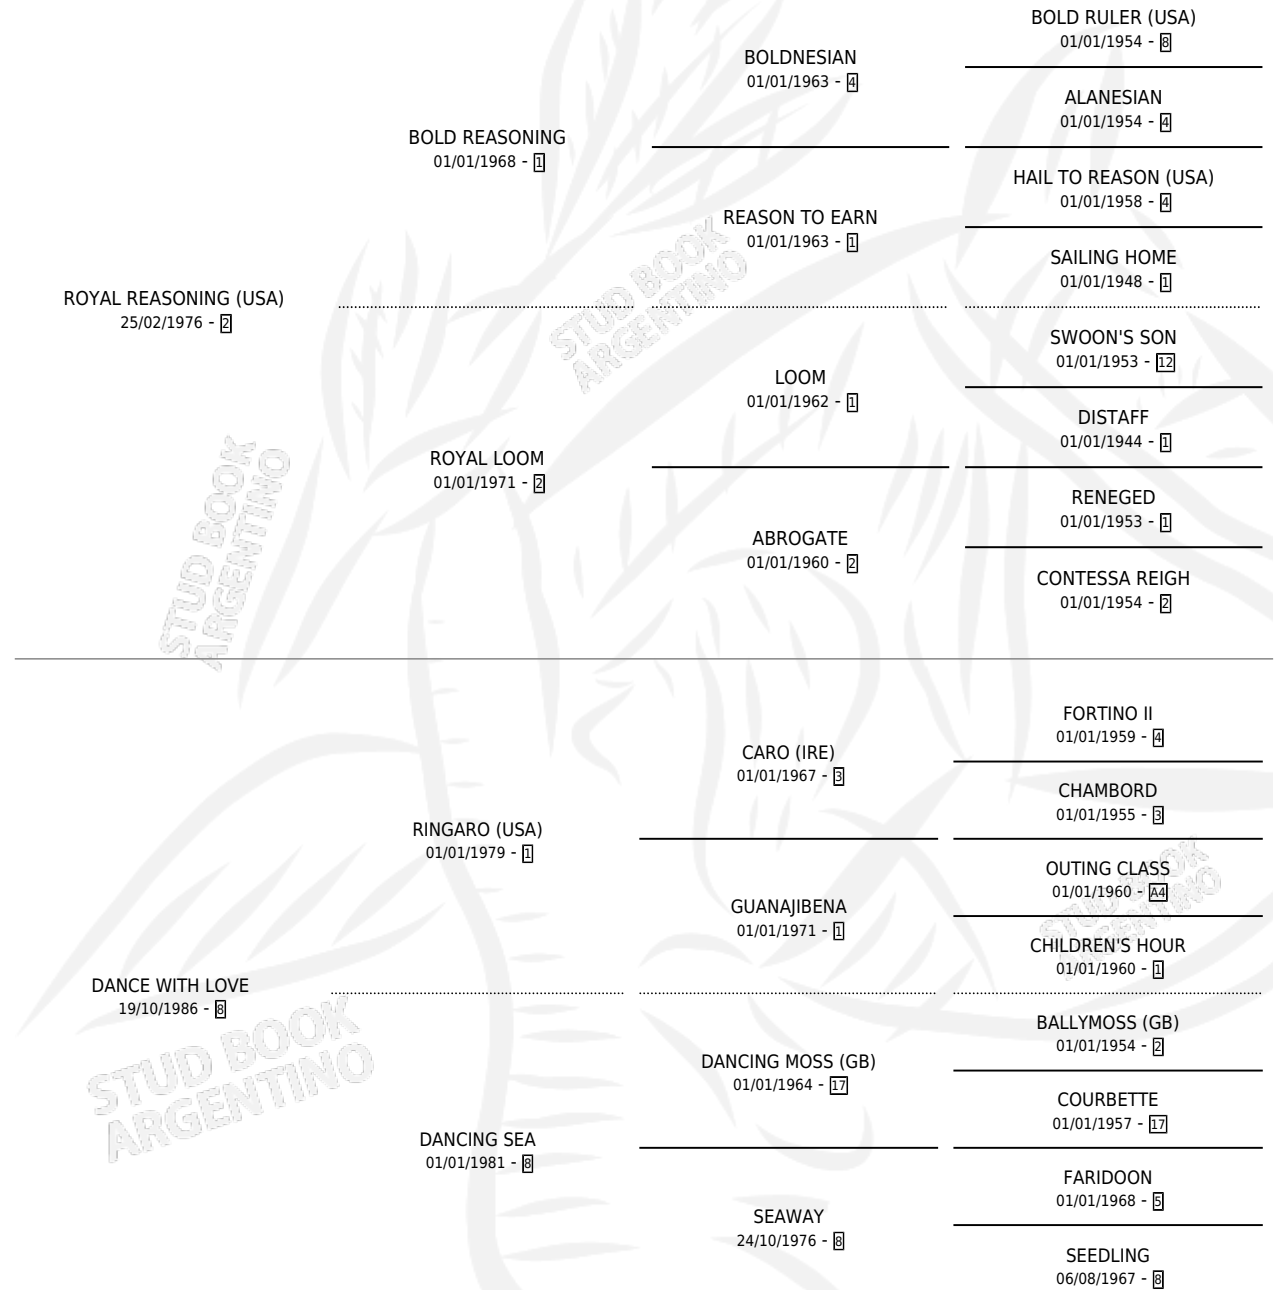 BOLD RULER (USA)
01/01/1954 - 8
BOLDNESIAN
01/01/1963 - 4
ALANESIAN
01/01/1954 - 4
BOLD REASONING
01/01/1968 - 1
HAIL TO REASON (USA)
01/01/1958 - 4
REASON TO EARN
01/01/1963 - 1
SAILING HOME
01/01/1948 - 1
ROYAL REASONING (USA)
25/02/1976 - 2
STUD BOOK
ARGENTINO
SWOON'S SON
01/01/1953 - 12
LOOM
01/01/1962 - 1
DISTAFF
01/01/1944 - 1
ROYAL LOOM
01/01/1971 - 2
RENEGED
01/01/1953 - 1
ABROGATE
01/01/1960 - 2
CONTESSA REIGH
01/01/1954 - 2
STUD BOOK
ARGENTINO
FORTINO II
01/01/1959 - 4
CARO (IRE)
01/01/1967 - 3
CHAMBORD
01/01/1955 - 3
RINGARO (USA)
01/01/1979 - 1
OUTING CLASS
01/01/1960 - A4
GUANAJIBENA
01/01/1971 - 1
CHILDREN'S HOUR
01/01/1960 - 1
STUD BOOK
ARGENTINO
DANCE WITH LOVE
19/10/1986 - 8
STUD BOOK
ARGENTINO
BALLYMOSS (GB)
01/01/1954 - 2
DANCING MOSS (GB)
01/01/1964 - 17
COURBETTE
01/01/1957 - 17
DANCING SEA
01/01/1981 - 8
FARIDOON
01/01/1968 - 5
SEAWAY
24/10/1976 - 8
SEEDLING
06/08/1967 - 8